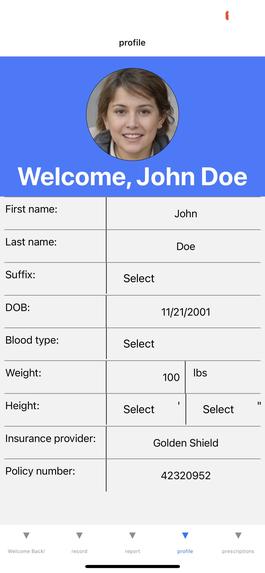 profile
Welcome, John Doe
First name: John
Last name: Doe
Suffix: Select
DOB: 11/21/2001
Blood type: Select
Weight: 100 lbs
Height: Select ' Select "
Insurance provider: Golden Shield
Policy number: 42320952
Welcome Back! record report profile prescriptions